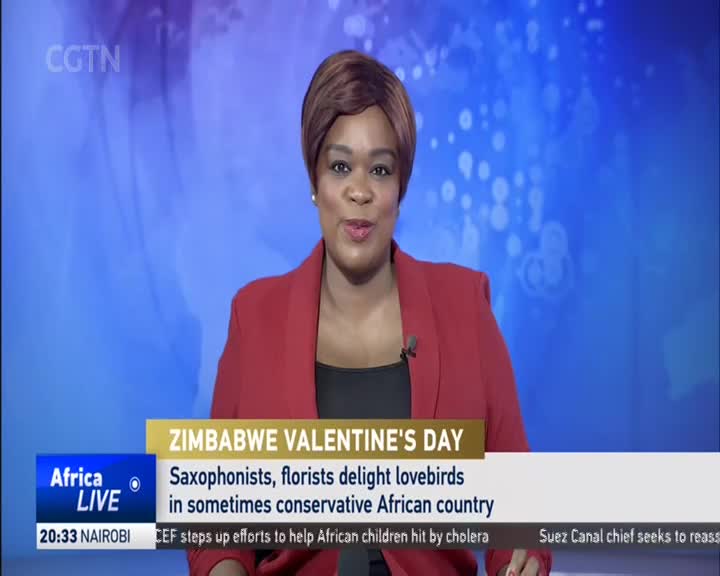 CGTN
ZIMBABWE VALENTINE'S DAY
Saxophonists, florists delight lovebirds
in sometimes conservative African country
Africa
LIVE
20:33 NAIROBI
CEF steps up efforts to help African children hit by cholera
Suez Canal chief seeks to reass